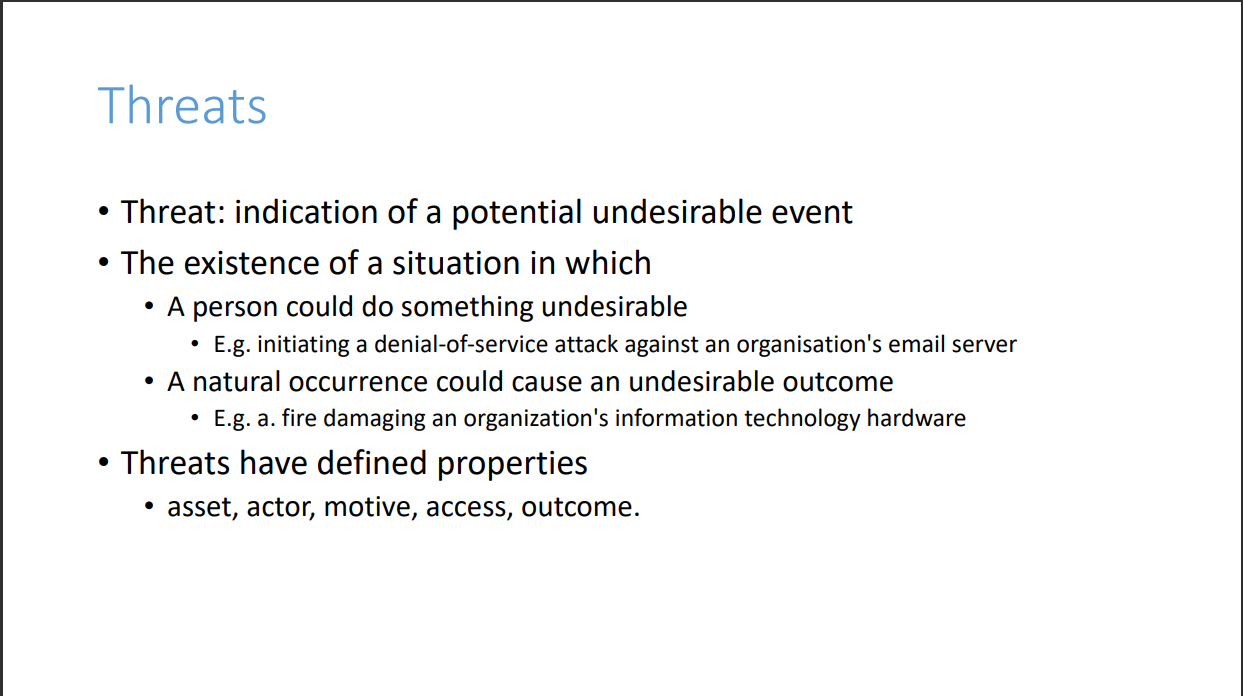 Threats
• Threat: indication of a potential undesirable event
• The existence of a situation in which
• A person could do something undesirable
• E.g. initiating a denial-of-service attack against an organisation's email server
• A natural occurrence could cause an undesirable outcome
• E.g. a. fire damaging an organization's information technology hardware
• Threats have defined properties
• asset, actor, motive, access, outcome.